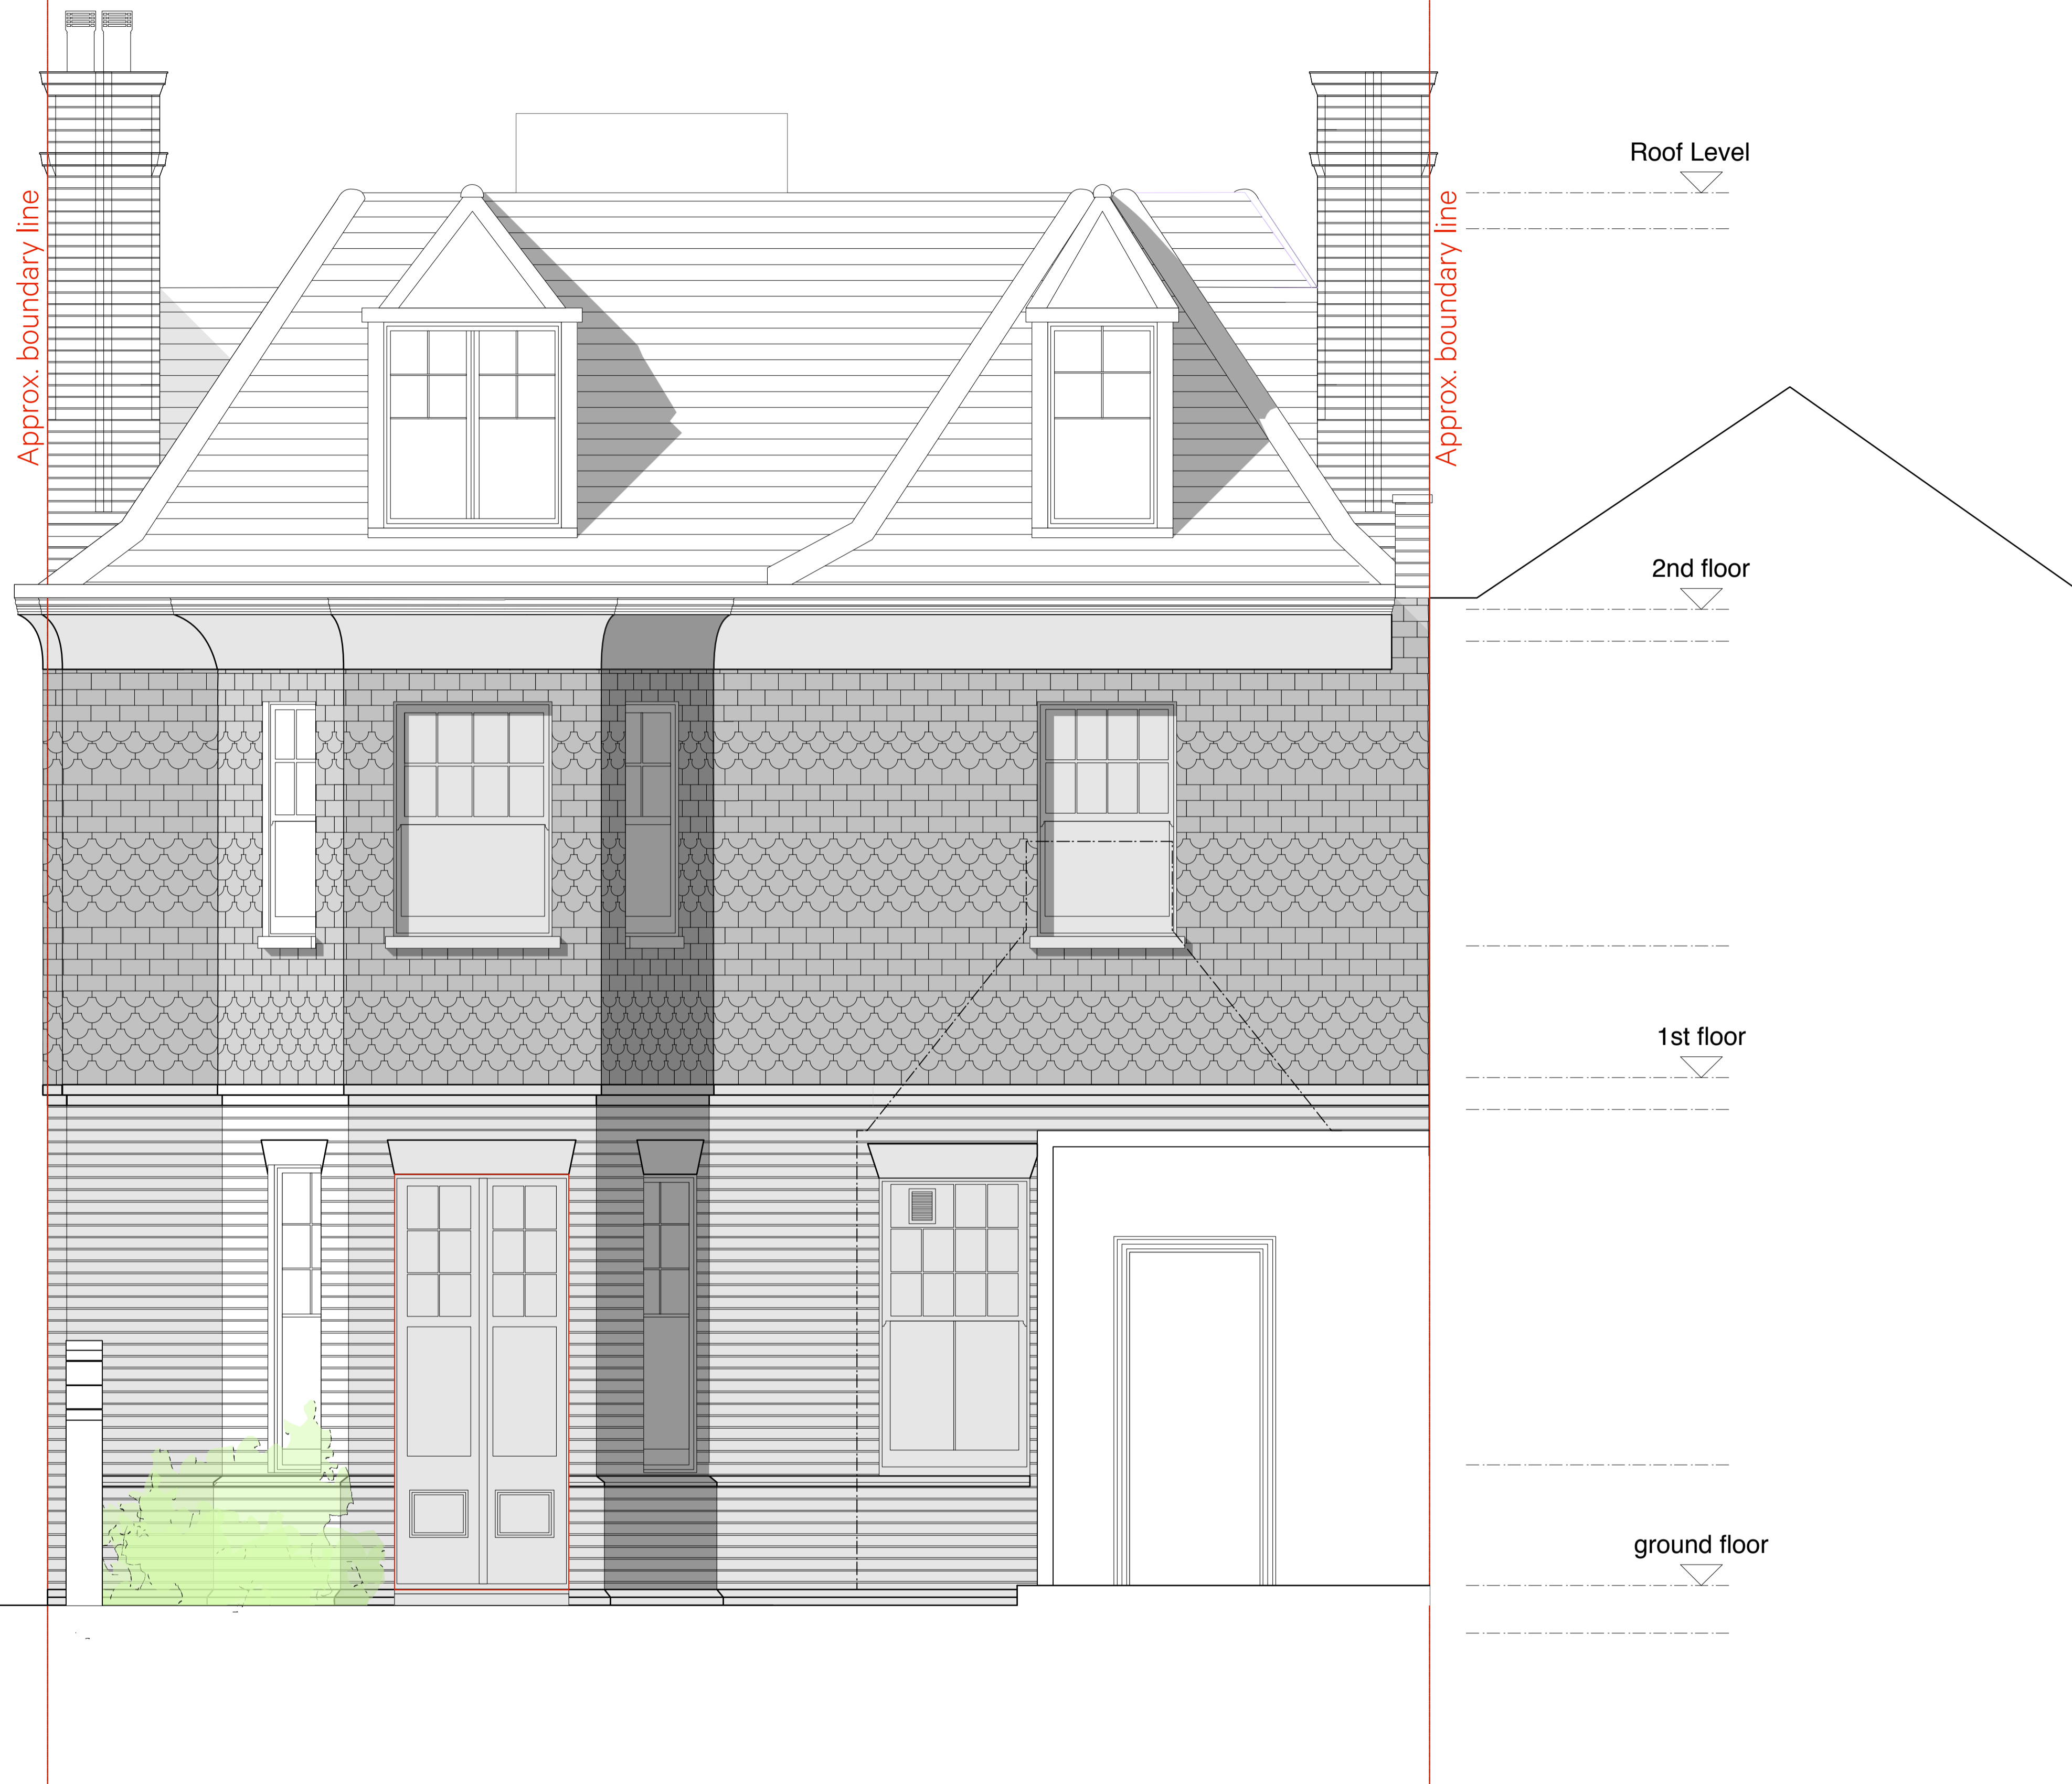 Roof Level
Approx. boundary line
Approx. boundary line
2nd floor
1st floor
ground floor